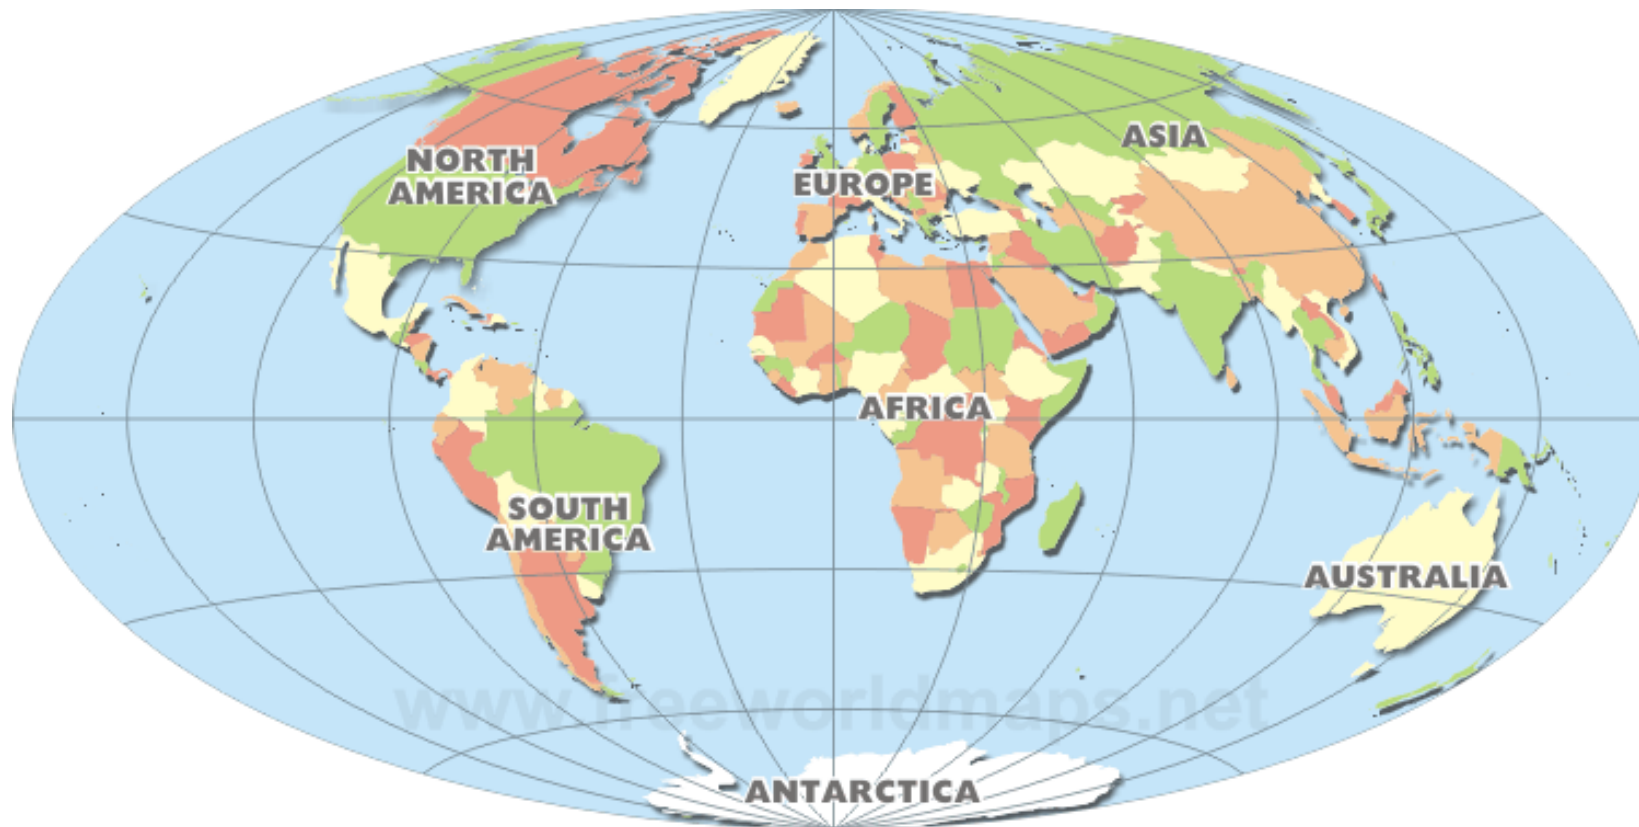 NORTH
AMERICA
EUROPE
ASIA
AFRICA
SOUTH
AMERICA
AUSTRALIA
www.freeworldmaps.net
ANTARCTICA